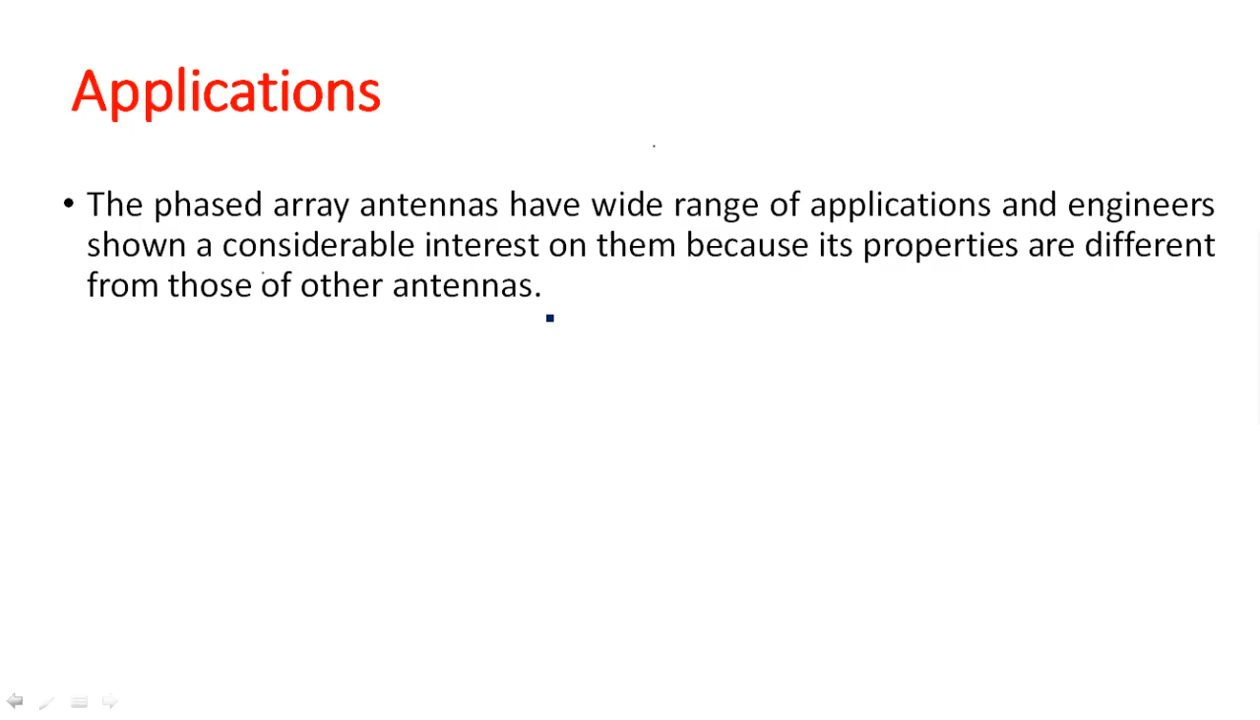 Applications
• The phased array antennas have wide range of applications and engineers
shown a considerable interest on them because its properties are different
from those of other antennas.